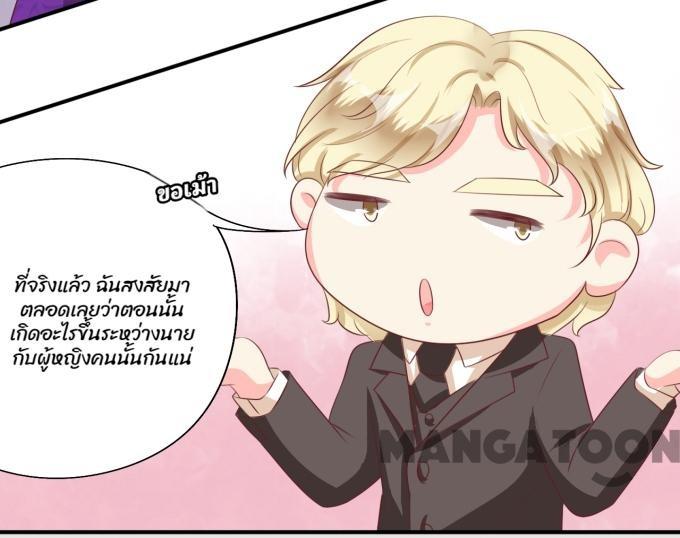 ขอเม้า
ที่จริงแล้ว ฉันสงสัยมา
ตลอดเลยว่าตอนนั้น
เกิดอะไรขึ้นระหว่างนาย
กับผู้หญิงคนนั้นกันแน่
MANGATOON